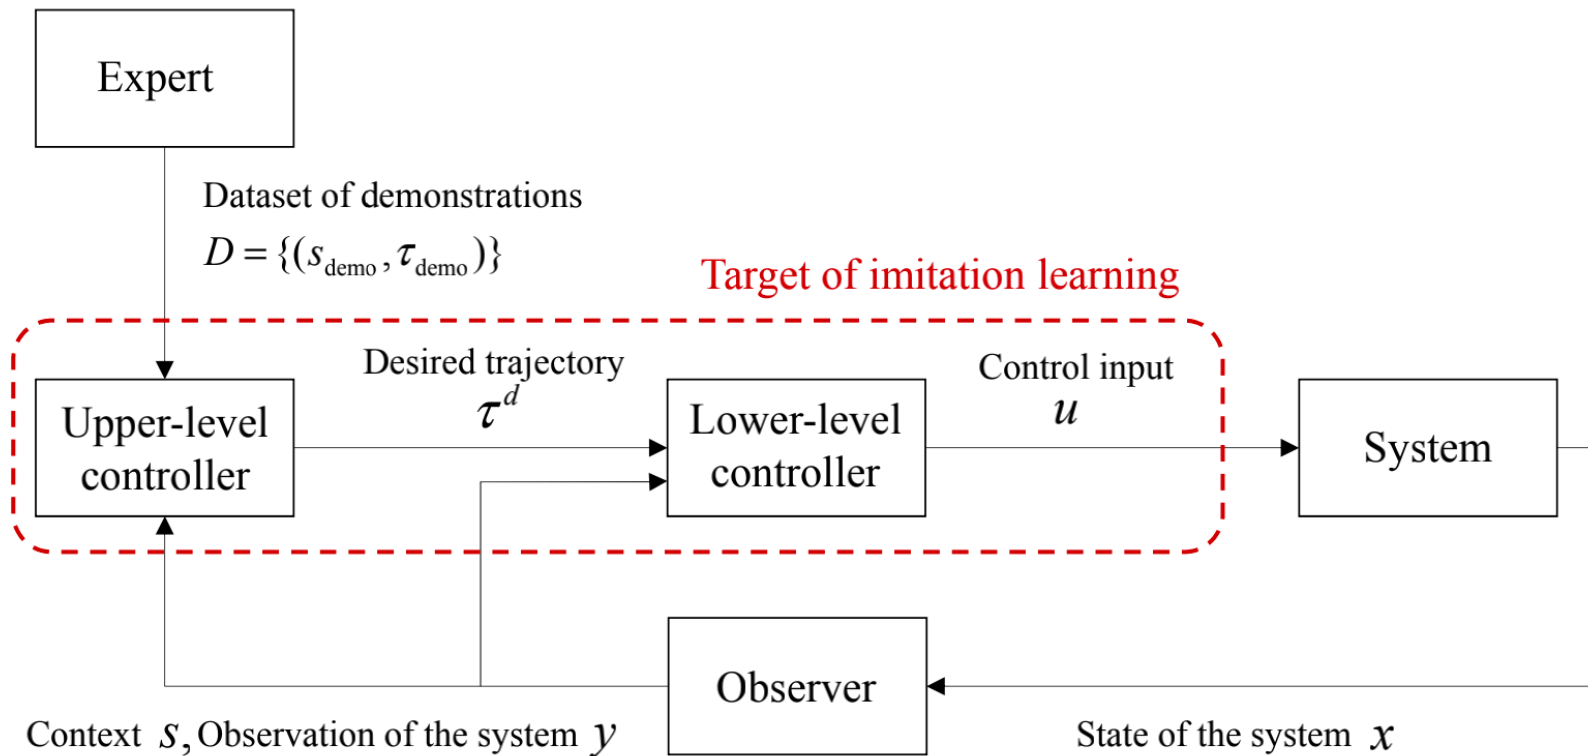 Expert
Dataset of demonstrations
D = {(s_demo, τ_demo)}
Target of imitation learning
Desired trajectory
τ^d
Control input
u
Upper-level
controller
Lower-level
controller
System
Observer
Context s, Observation of the system y
State of the system x